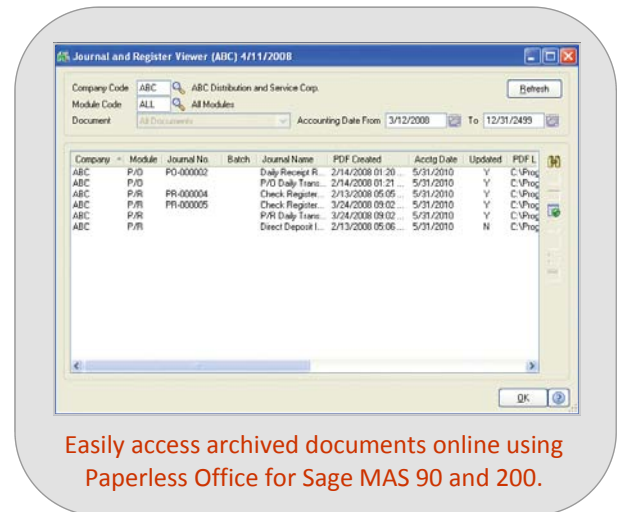 Journal and Register Viewer (ABC) 4/11/2008
Company Code ABC ABC Distribution and Service Corp. Refresh
Module Code ALL All Modules
Document All Documents Accounting Date From 3/12/2008 To 12/31/2499
Company Module Journal No. Batch Journal Name PDF Created Acctg Date Updated PDF L
ABC P/O PO-000002 Daily Receipt R... 2/14/2008 01:20 ... 5/31/2010 Y C:\Prog
ABC P/O P/O Daily Trans... 2/14/2008 01:21 ... 5/31/2010 Y C:\Prog
ABC P/R PR-000004 Check Register... 2/13/2008 05:05 ... 5/31/2010 Y C:\Prog
ABC P/R PR-000005 Check Register... 3/24/2008 09:02 ... 5/31/2010 Y C:\Prog
ABC P/R P/R Daily Trans... 3/24/2008 09:02 ... 5/31/2010 Y C:\Prog
ABC P/R Direct Deposit I... 2/13/2008 05:06 ... 5/31/2010 N C:\Prog
OK
Easily access archived documents online using
Paperless Office for Sage MAS 90 and 200.